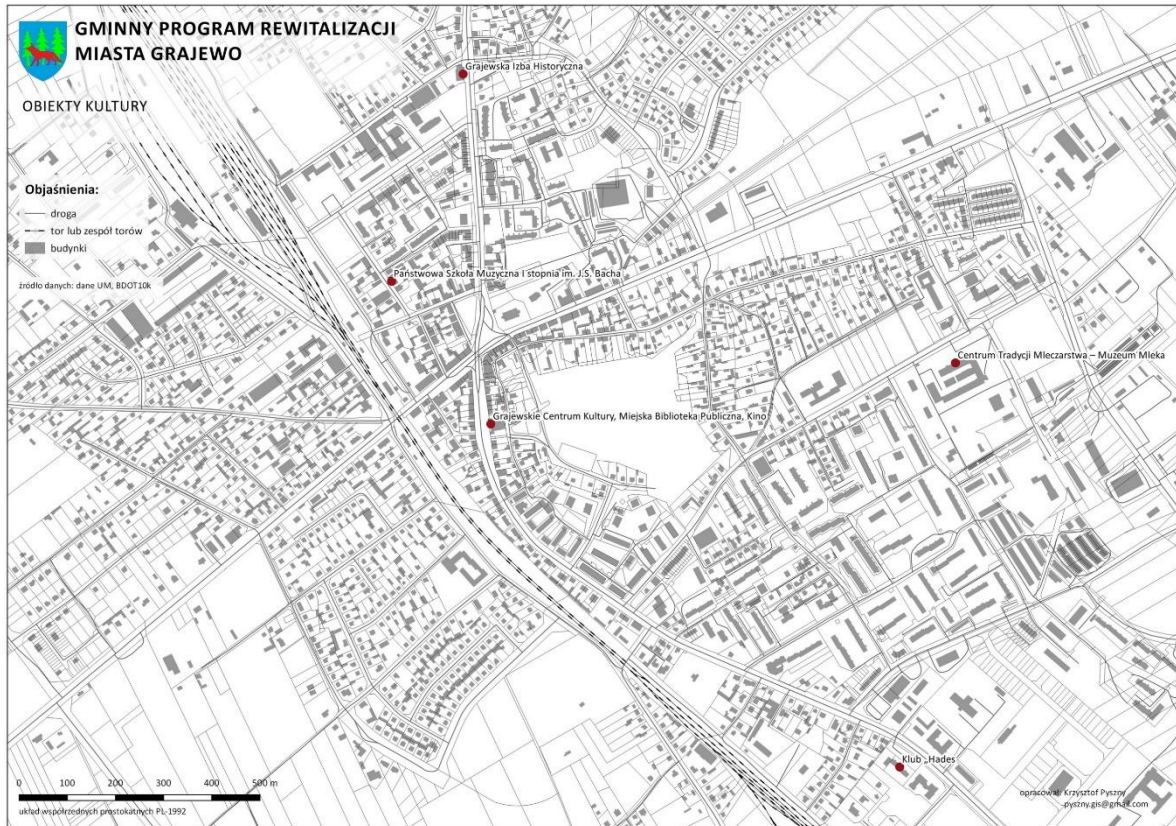 GMINNY PROGRAM REWITALIZACJI
MIASTA GRAJEWO
OBIEKTY KULTURY
Objaśnienia:
droga
tor lub zespół torów
budynki
źródło danych: dane UM, BDOT10k
Grajewska Izba Historyczna
Państwowa Szkoła Muzyczna I stopnia im. J.S. Bacha
Centrum Tradycji Mleczarstwa – Muzeum Mleka
Grajewskie Centrum Kultury, Miejska Biblioteka Publiczna, Kino
Klub „Hades
0 100 200 300 400 500 m
układ współrzędnych prostokątnych PL-1992
opracował: Krzysztof Pyszny
pyszny.gis@gmail.com